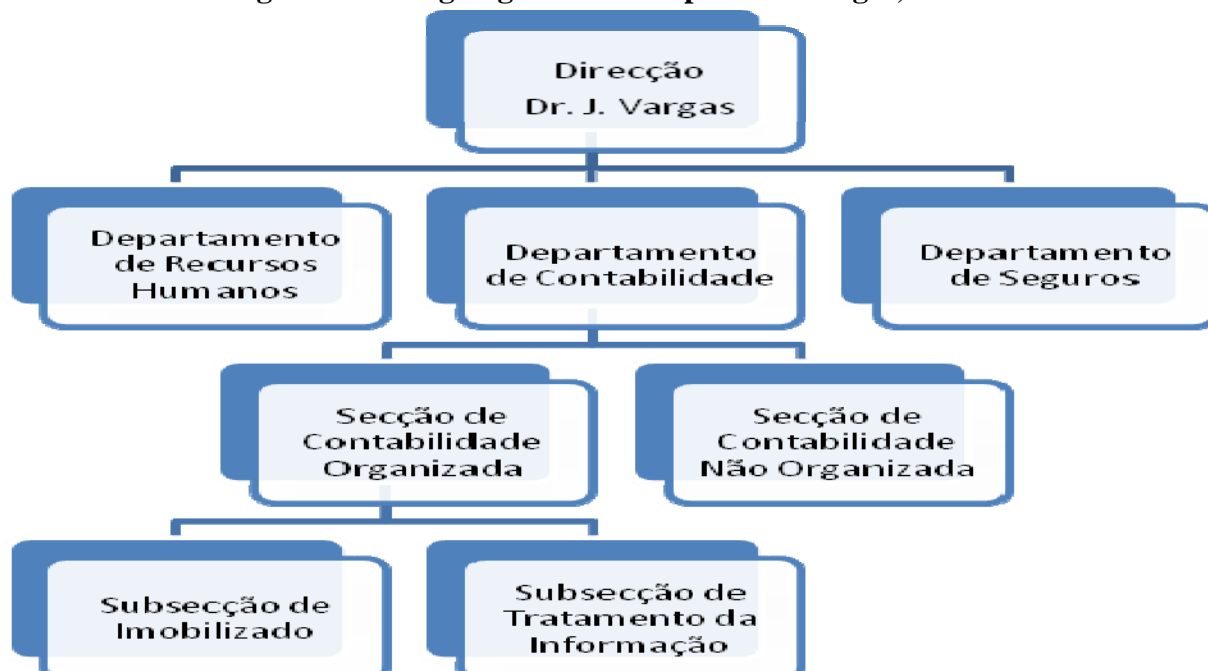 Direcção
Dr. J. Vargas
Departamento
de Recursos
Humanos
Departamento
de Contabilidade
Departamento
de Seguros
Secção de
Contabilidade
Organizada
Secção de
Contabilidade
Não Organizada
Subsecção de
Imobilizado
Subsecção de
Tratamento da
Informação